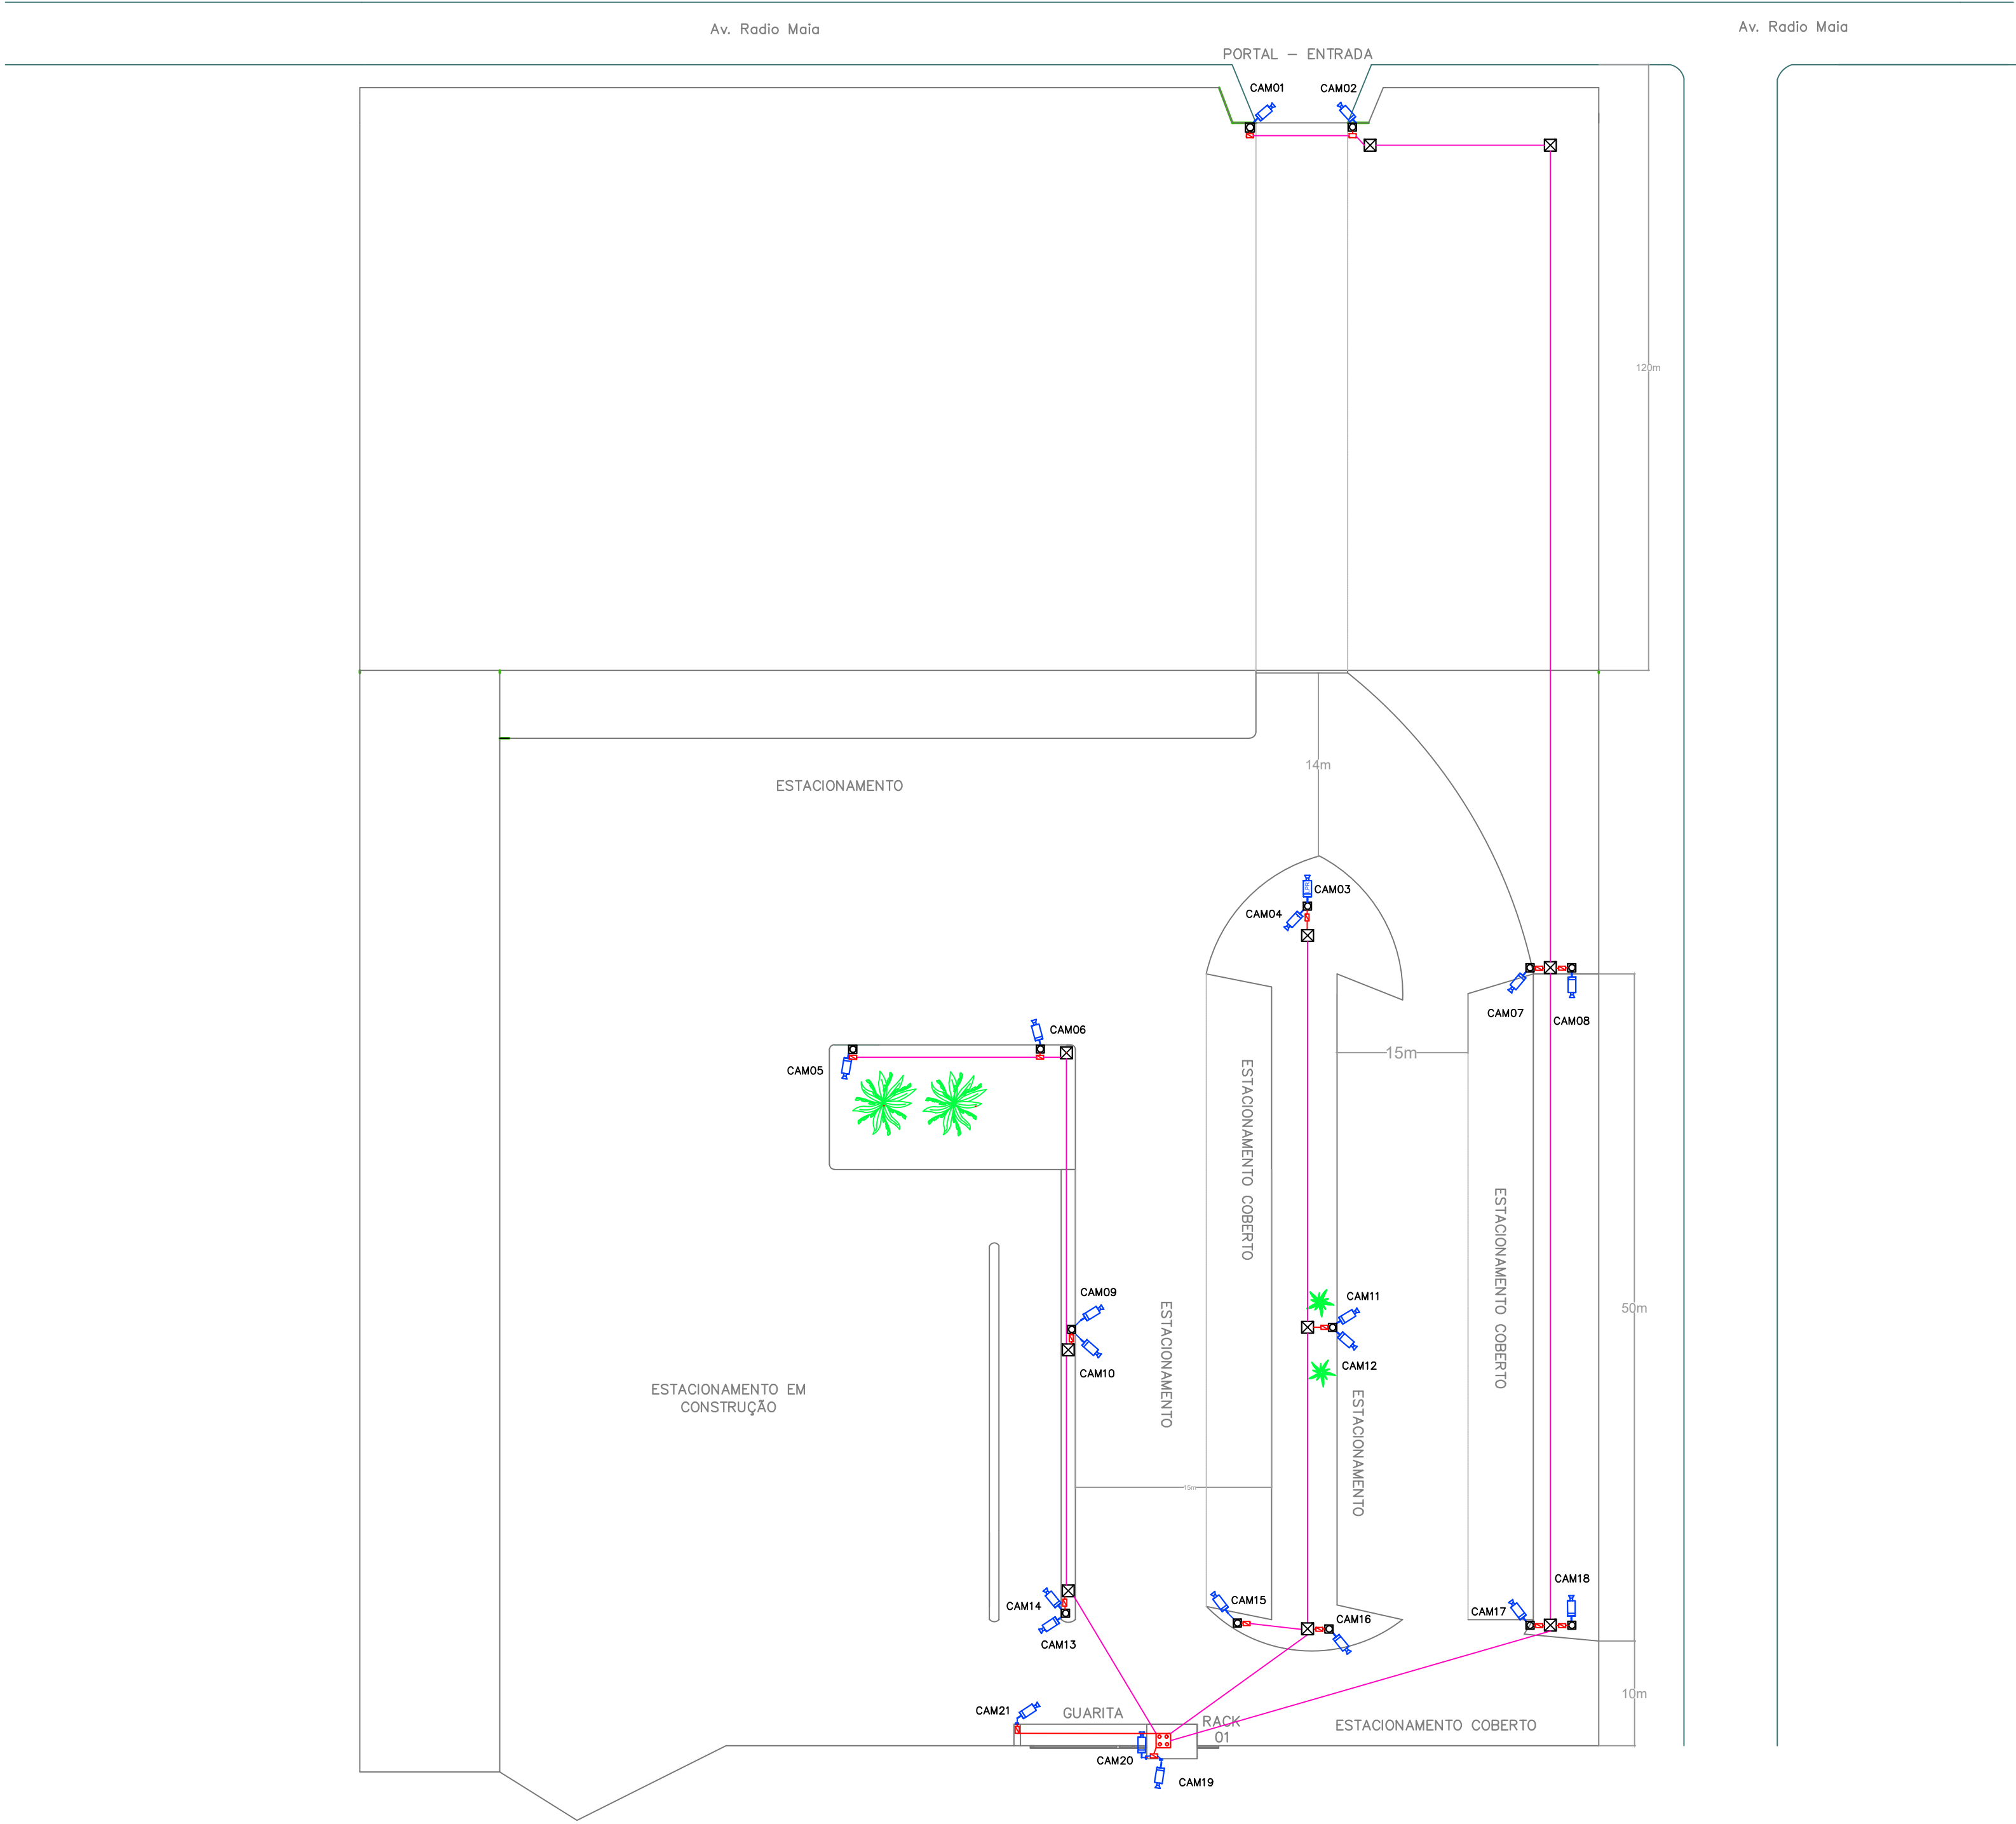 Av. Radio Maia
Av. Radio Maia
PORTAL – ENTRADA
CAM01
CAM02
120m
14m
ESTACIONAMENTO
CAM03
CAM04
CAM07
CAM08
CAM06
CAM05
15m
ESTACIONAMENTO COBERTO
ESTACIONAMENTO COBERTO
CAM09
CAM10
CAM11
CAM12
50m
ESTACIONAMENTO
ESTACIONAMENTO
ESTACIONAMENTO EM
CONSTRUÇÃO
15m
CAM14
CAM13
CAM15
CAM16
CAM17
CAM18
10m
CAM21
GUARITA
RACK
01
ESTACIONAMENTO COBERTO
CAM20
CAM19